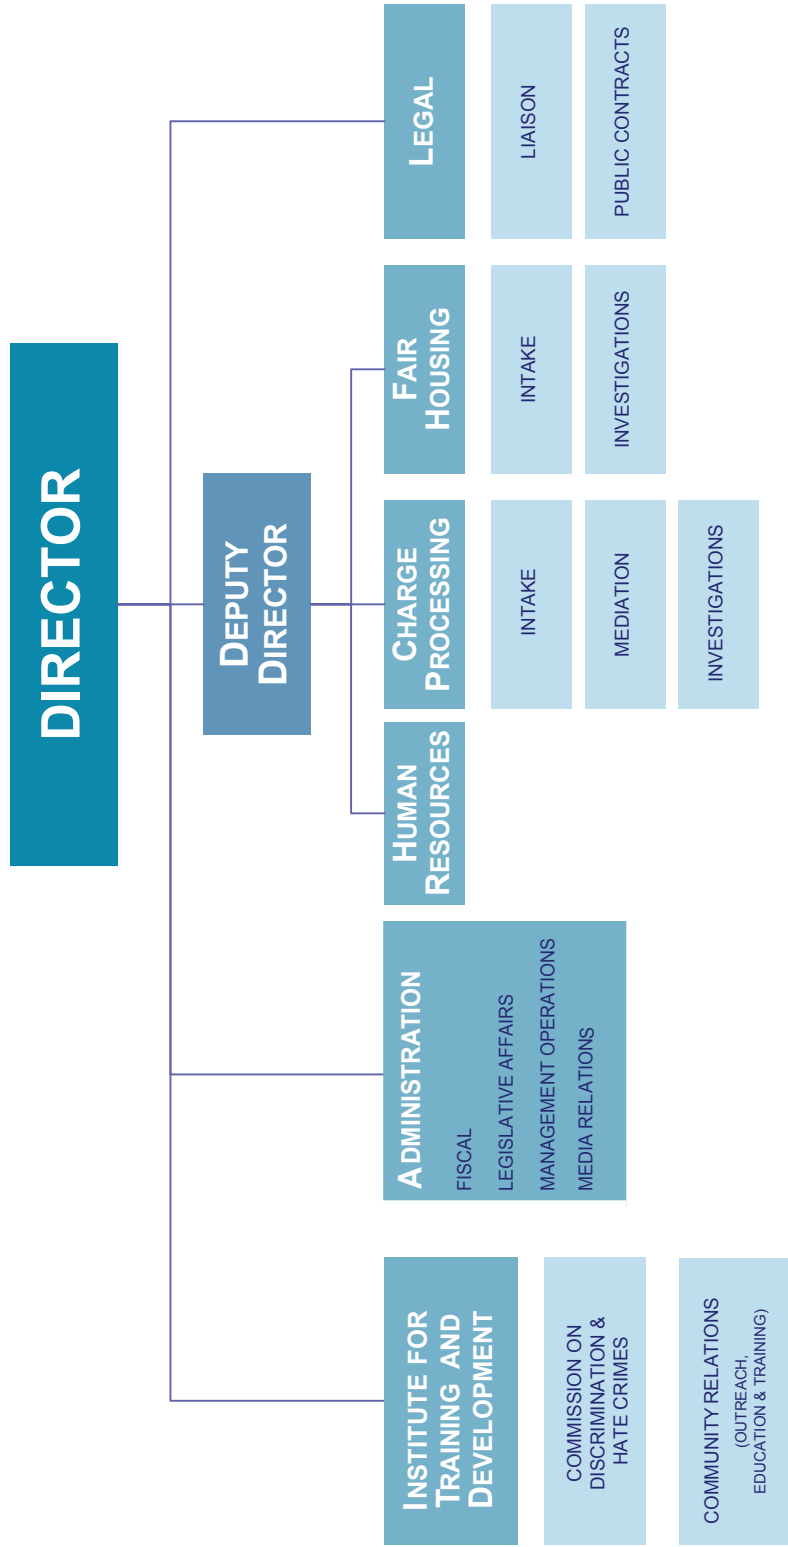 DIRECTOR
DEPUTY
DIRECTOR
INSTITUTE FOR
TRAINING AND
DEVELOPMENT
COMMISSION ON
DISCRIMINATION &
HATE CRIMES
COMMUNITY RELATIONS
(OUTREACH,
EDUCATION & TRAINING)
ADMINISTRATION
FISCAL
LEGISLATIVE AFFAIRS
MANAGEMENT OPERATIONS
MEDIA RELATIONS
HUMAN
RESOURCES
CHARGE
PROCESSING
INTAKE
MEDIATION
INVESTIGATIONS
FAIR
HOUSING
INTAKE
INVESTIGATIONS
LEGAL
LIAISON
PUBLIC CONTRACTS